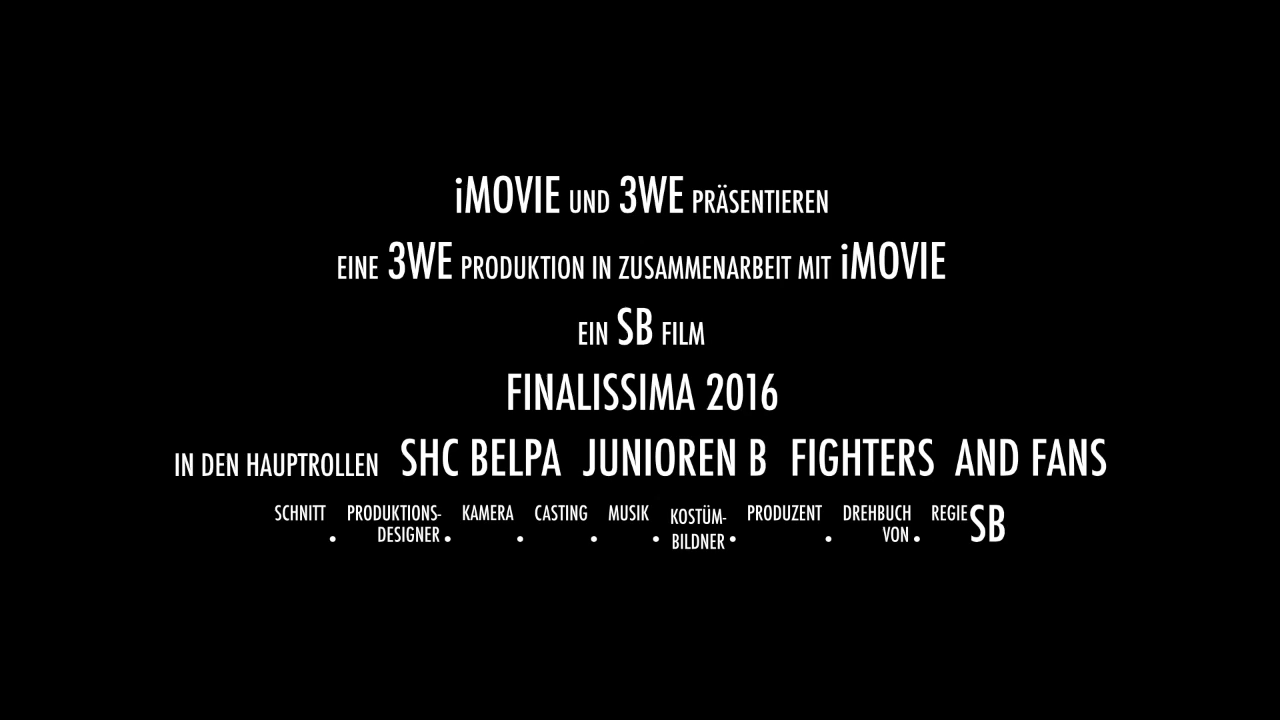 iMOVIE UND 3WE PRÄSENTIEREN
EINE 3WE PRODUKTION IN ZUSAMMENARBEIT MIT iMOVIE
EIN SB FILM
FINALISSIMA 2016
IN DEN HAUPTROLLEN SHC BELPA JUNIOREN B FIGHTERS AND FANS
SCHNITT • PRODUKTIONS-DESIGNER • KAMERA • CASTING • MUSIK • KOSTÜM-BILDNER • PRODUZENT • DREHBUCH VON • REGIE SB